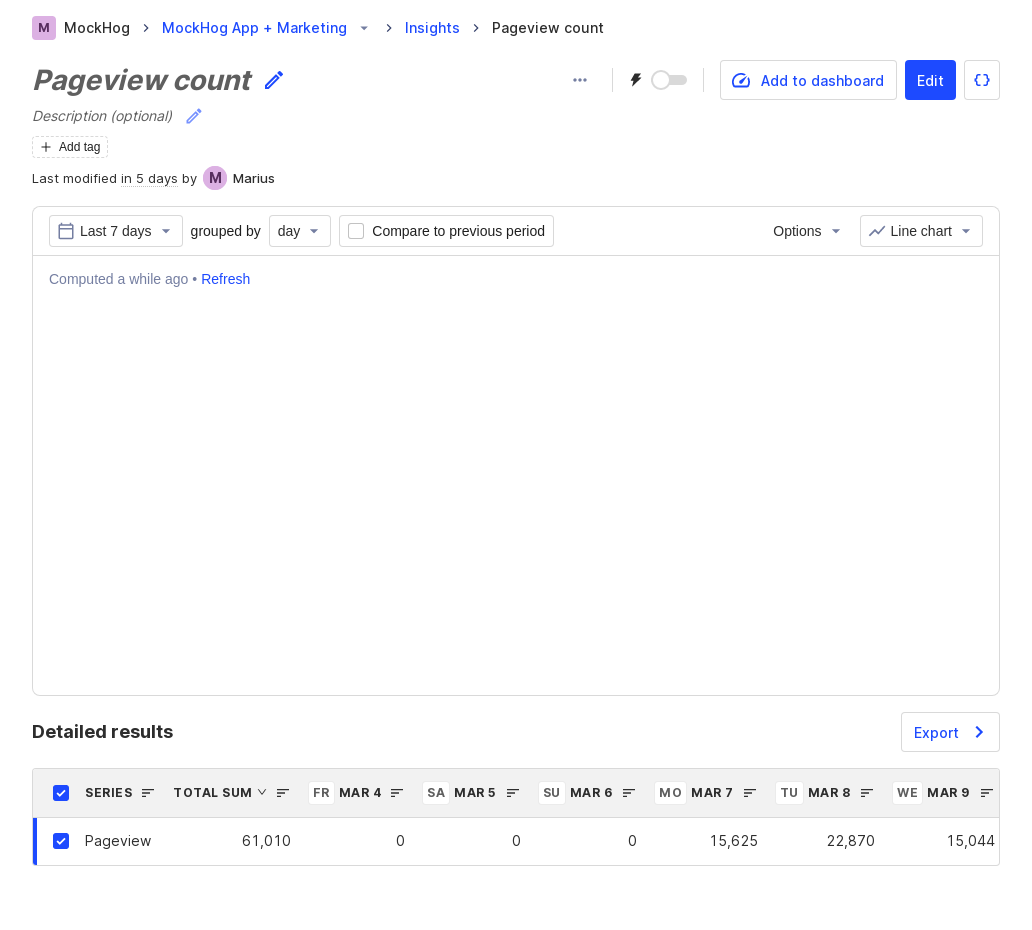 M MockHog > MockHog App + Marketing > Insights > Pageview count
Pageview count
Add to dashboard Edit {}
Description (optional)
+ Add tag
Last modified in 5 days by M Marius
Last 7 days grouped by day Compare to previous period Options Line chart
Computed a while ago • Refresh
Detailed results Export
SERIES TOTAL SUM FR MAR 4 SA MAR 5 SU MAR 6 MO MAR 7 TU MAR 8 WE MAR 9
Pageview 61,010 0 0 0 15,625 22,870 15,044